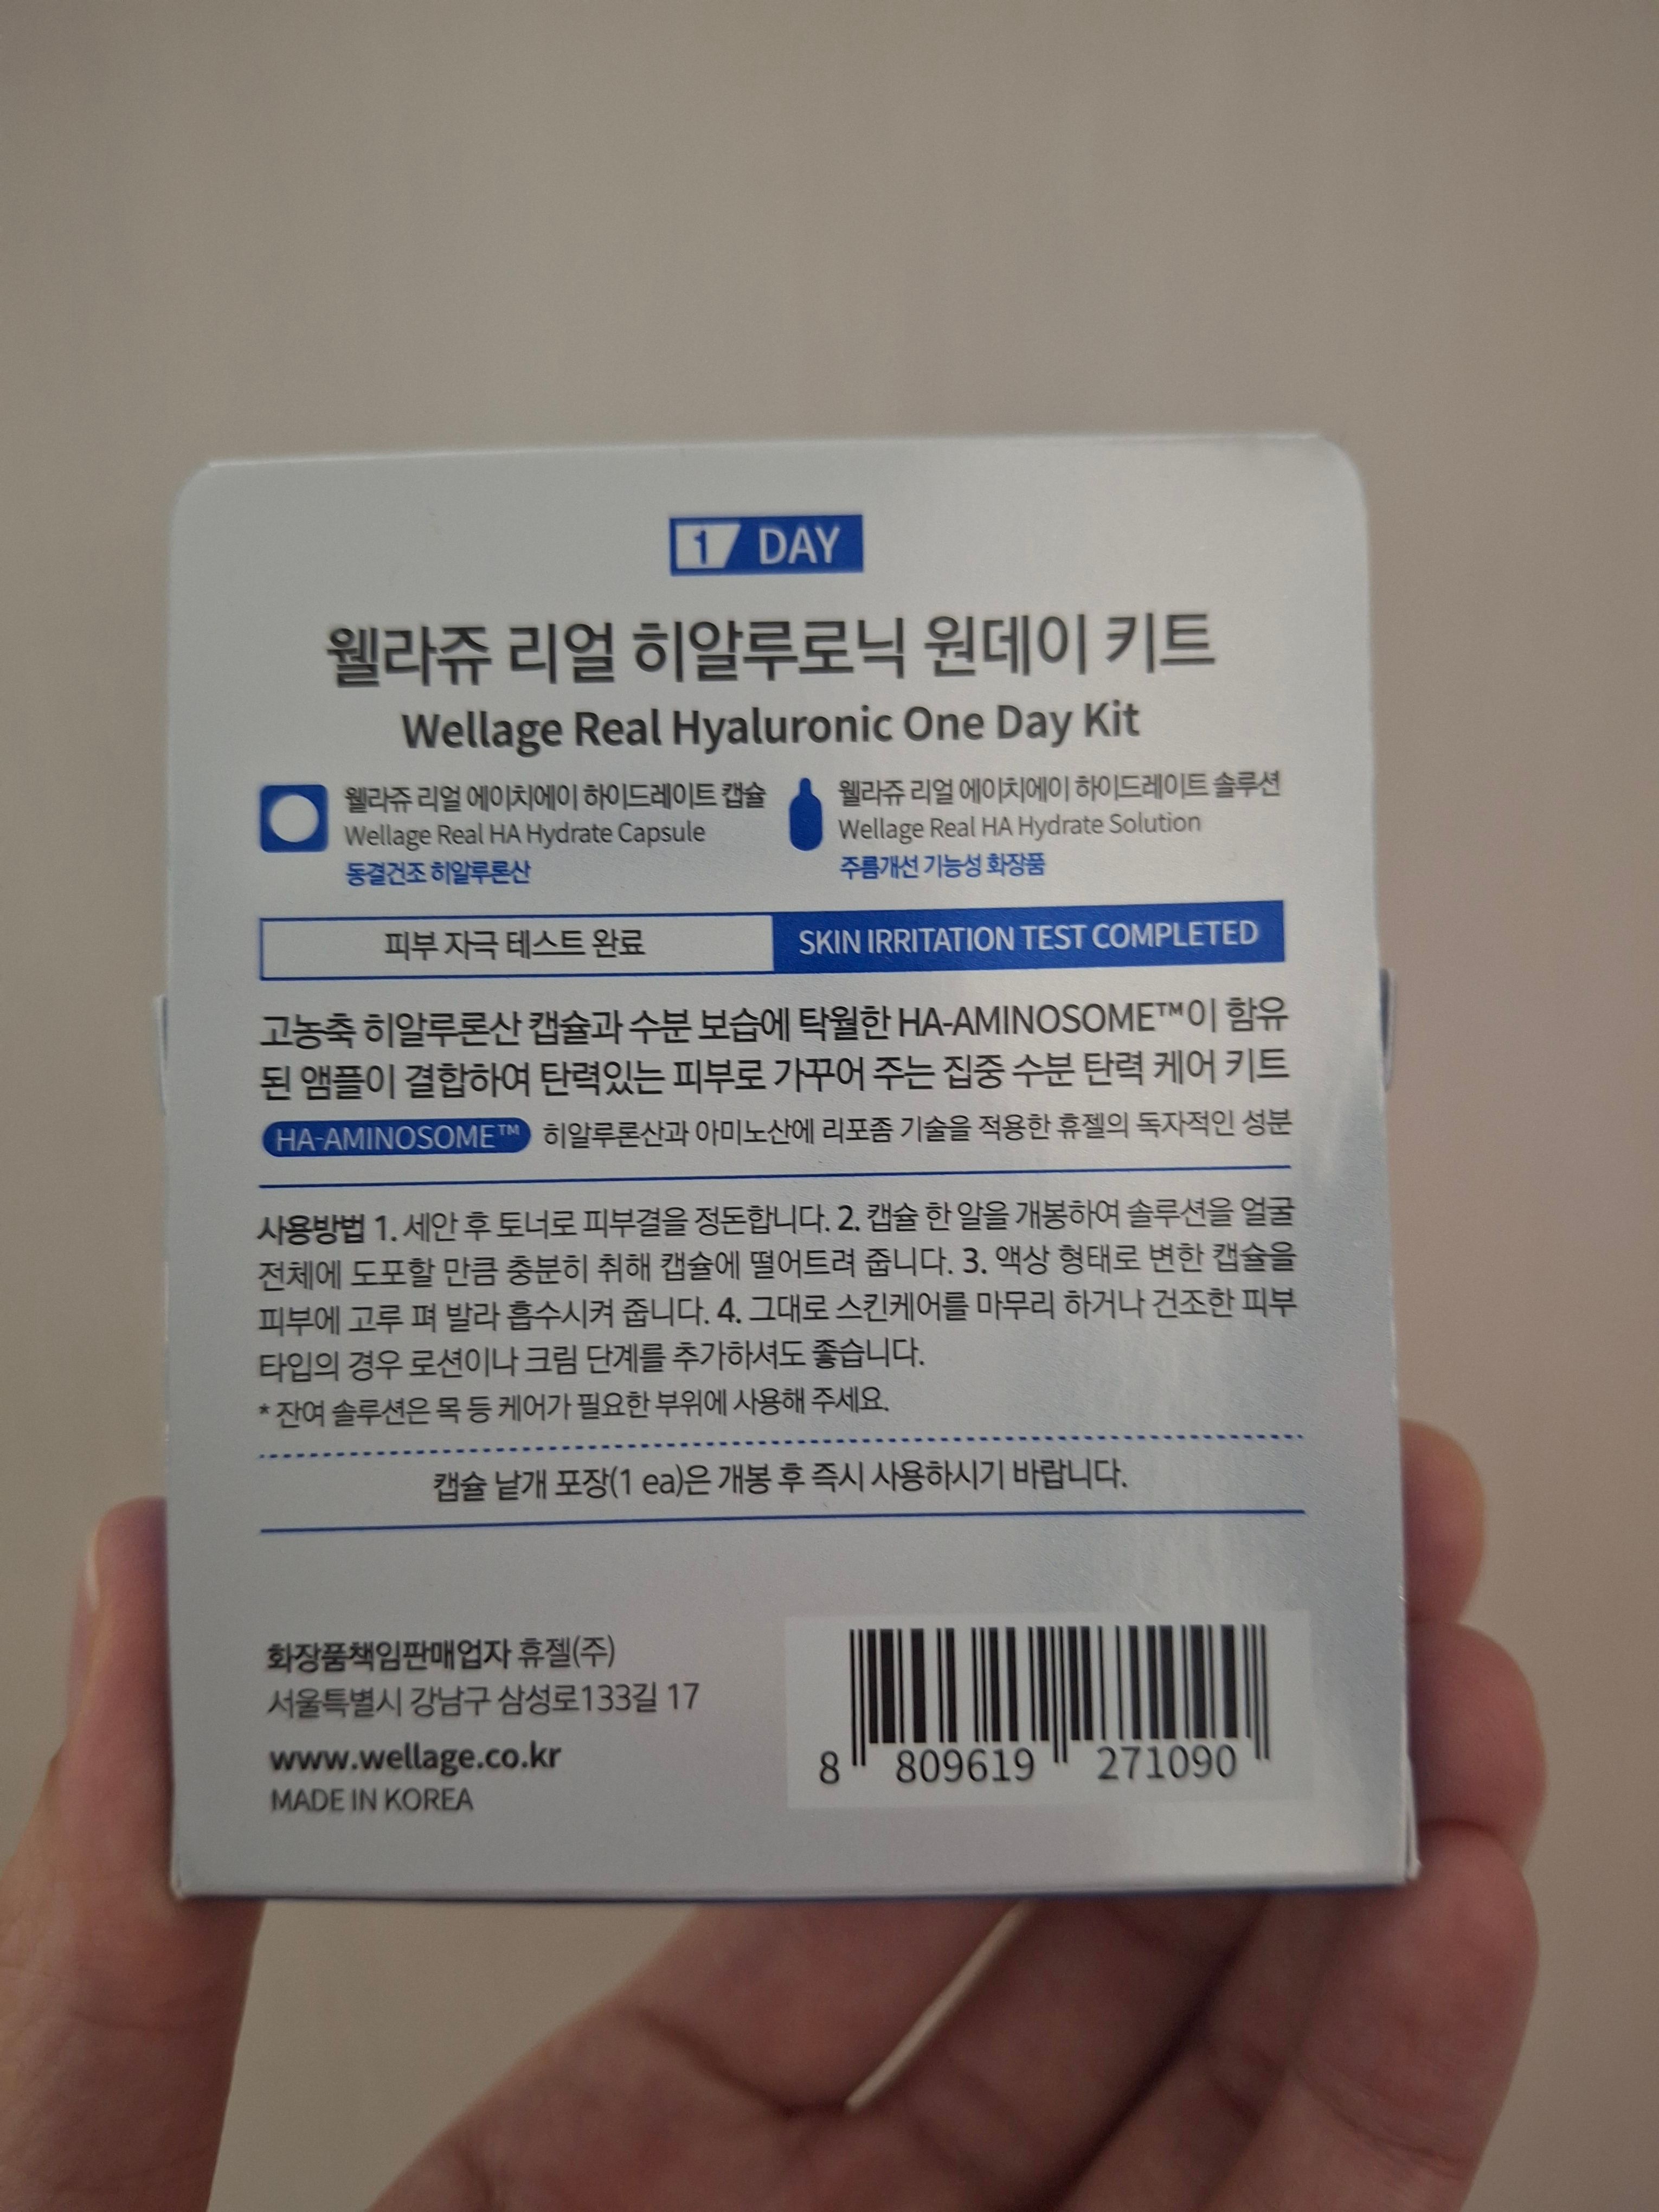 1 DAY
웰라쥬 리얼 히알루로닉 원데이 키트
Wellage Real Hyaluronic One Day Kit
웰라쥬 리얼 에이치에이 하이드레이트 캡슐
Wellage Real HA Hydrate Capsule
동결건조 히알루론산
웰라쥬 리얼 에이치에이 하이드레이트 솔루션
Wellage Real HA Hydrate Solution
주름개선 기능성 화장품
피부 자극 테스트 완료
SKIN IRRITATION TEST COMPLETED
고농축 히알루론산 캡슐과 수분 보습에 탁월한 HA-AMINOSOME™이 함유
된 앰플이 결합하여 탄력있는 피부로 가꾸어 주는 집중 수분 탄력 케어 키트
HA-AMINOSOME™ 히알루론산과 아미노산에 리포좀 기술을 적용한 휴젤의 독자적인 성분
사용방법 1. 세안 후 토너로 피부결을 정돈합니다. 2. 캡슐 한 알을 개봉하여 솔루션을 얼굴
전체에 도포할 만큼 충분히 취해 캡슐에 떨어트려 줍니다. 3. 액상 형태로 변한 캡슐을
피부에 고루 펴 발라 흡수시켜 줍니다. 4. 그대로 스킨케어를 마무리 하거나 건조한 피부
타입의 경우 로션이나 크림 단계를 추가하셔도 좋습니다.
* 잔여 솔루션은 목 등 케어가 필요한 부위에 사용해 주세요.
캡슐 낱개 포장(1 ea)은 개봉 후 즉시 사용하시기 바랍니다.
화장품책임판매업자 휴젤(주)
서울특별시 강남구 삼성로133길 17
www.wellage.co.kr
MADE IN KOREA
8 809619 271090